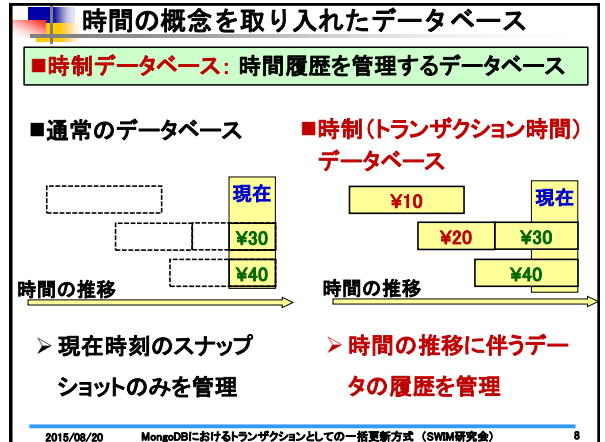 時間の概念を取り入れたデータベース
■時制データベース: 時間履歴を管理するデータベース
■通常のデータベース
現在
¥30
¥40
時間の推移
➢ 現在時刻のスナップ
ショットのみを管理
■時制(トランザクション時間)
データベース
¥10
現在
¥20
¥30
¥40
時間の推移
➢ 時間の推移に伴うデー
タの履歴を管理
2015/08/20 MongoDBにおけるトランザクションとしての一括更新方式 (SWIM研究会) 8